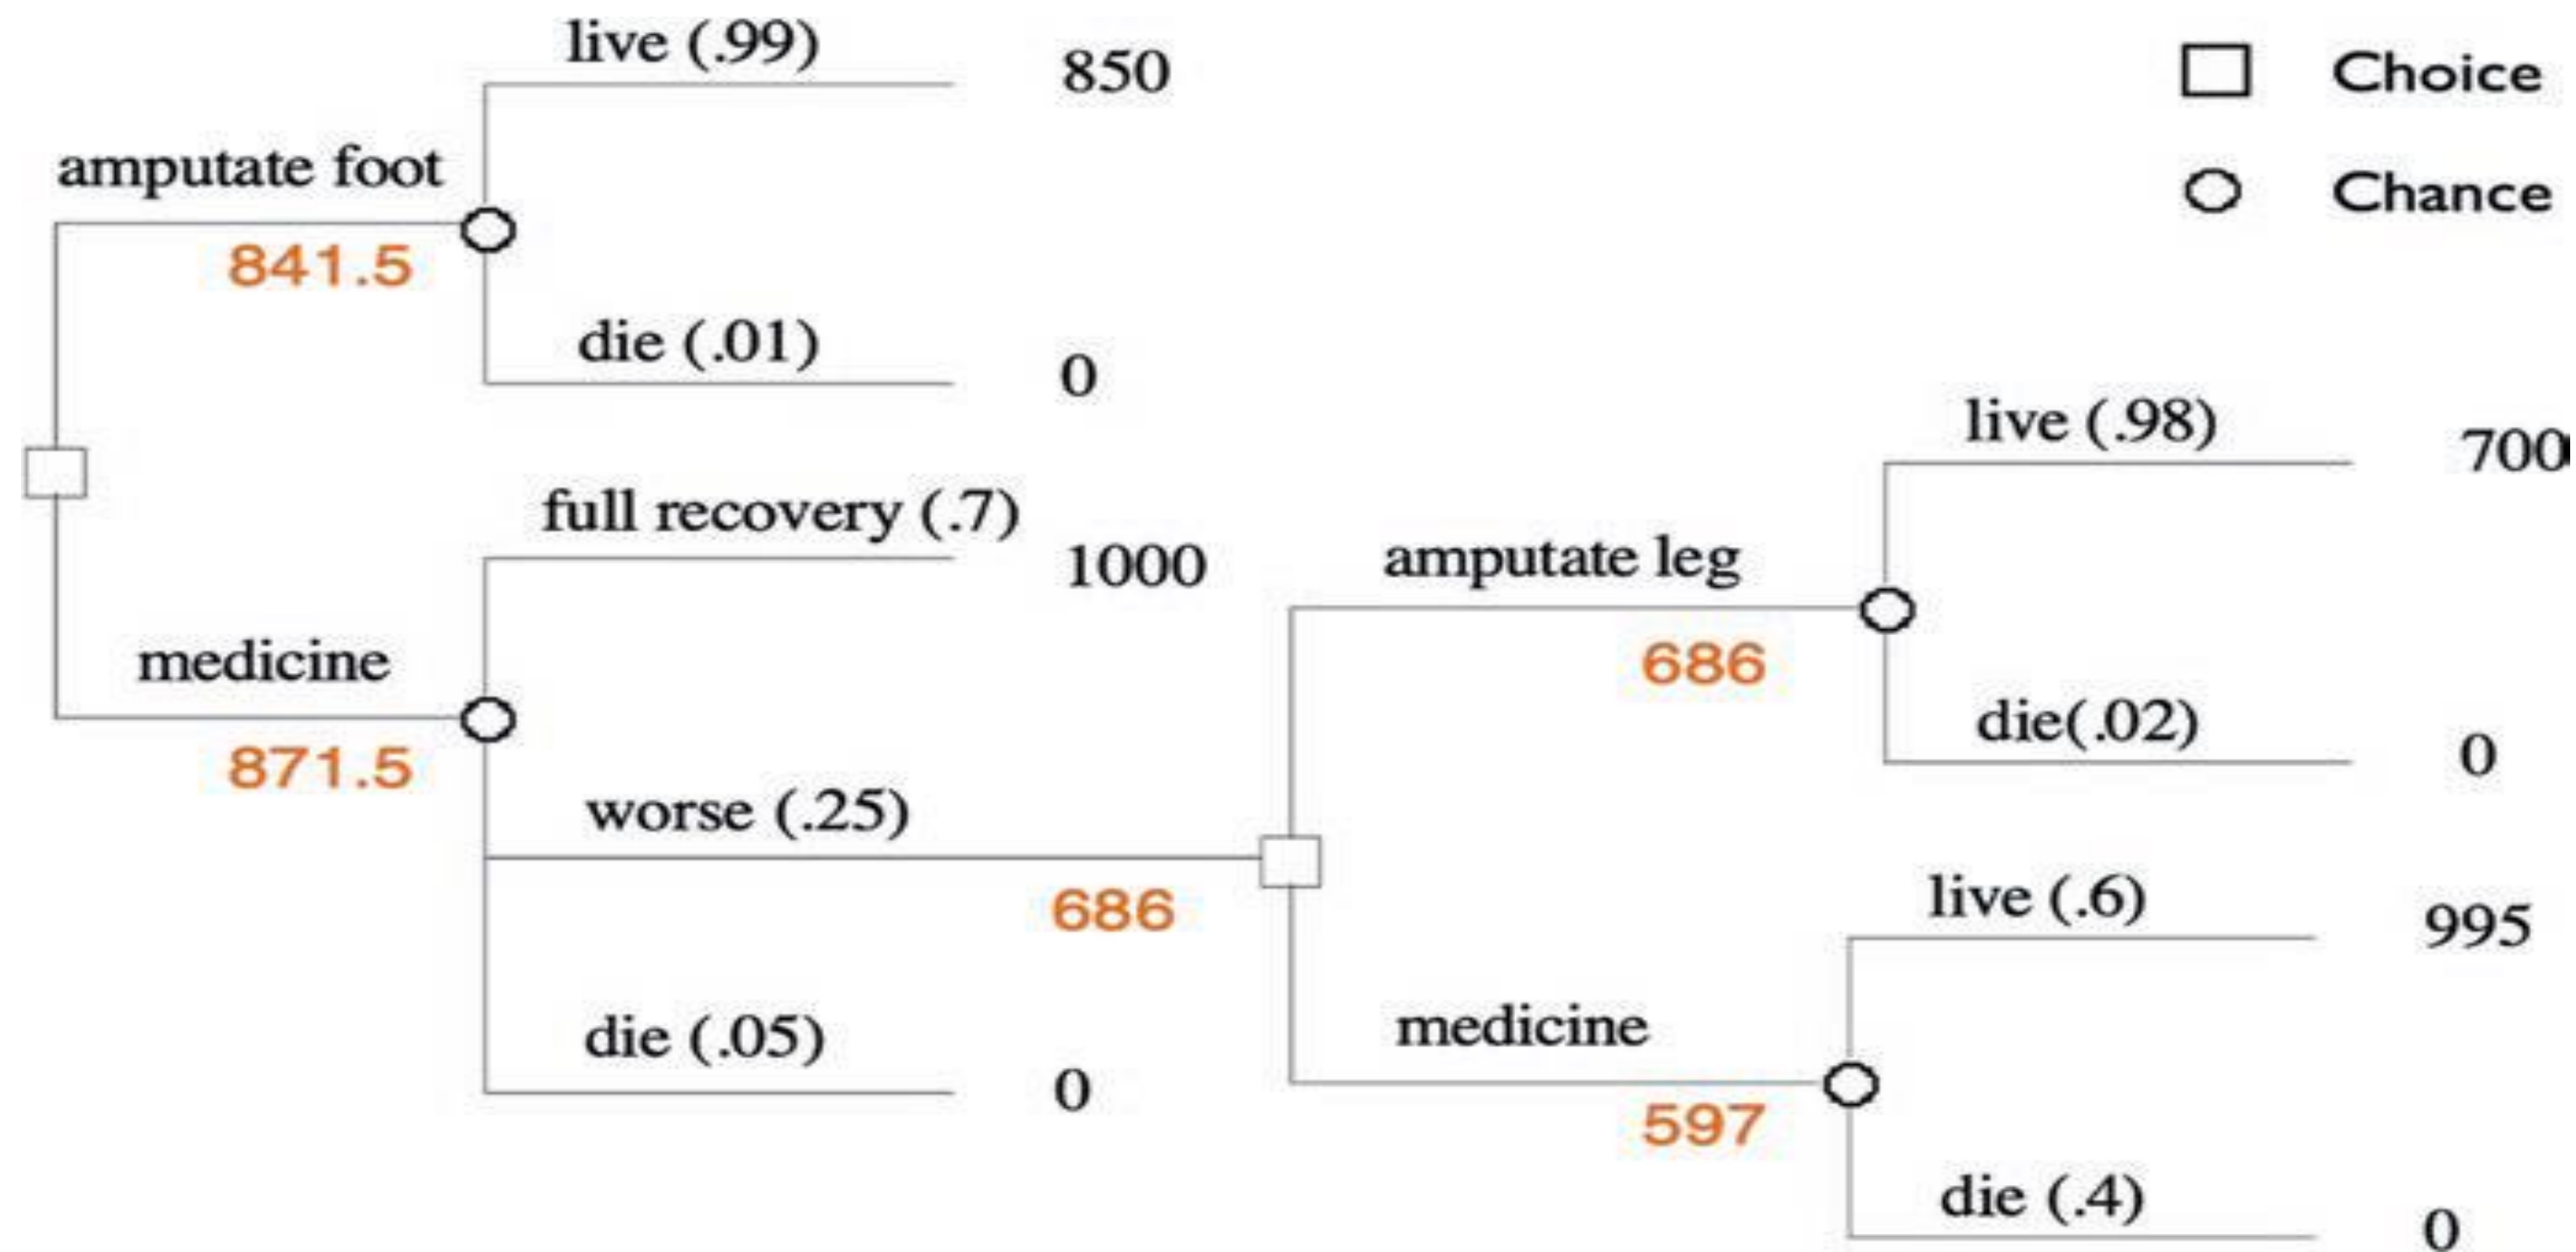 live (.99)
850
Choice
amputate foot
Chance
841.5
die (.01)
0
live (.98)
700
full recovery (.7)
1000
amputate leg
medicine
686
die(.02)
0
871.5
worse (.25)
686
live (.6)
995
die (.05)
0
medicine
597
die (.4)
0